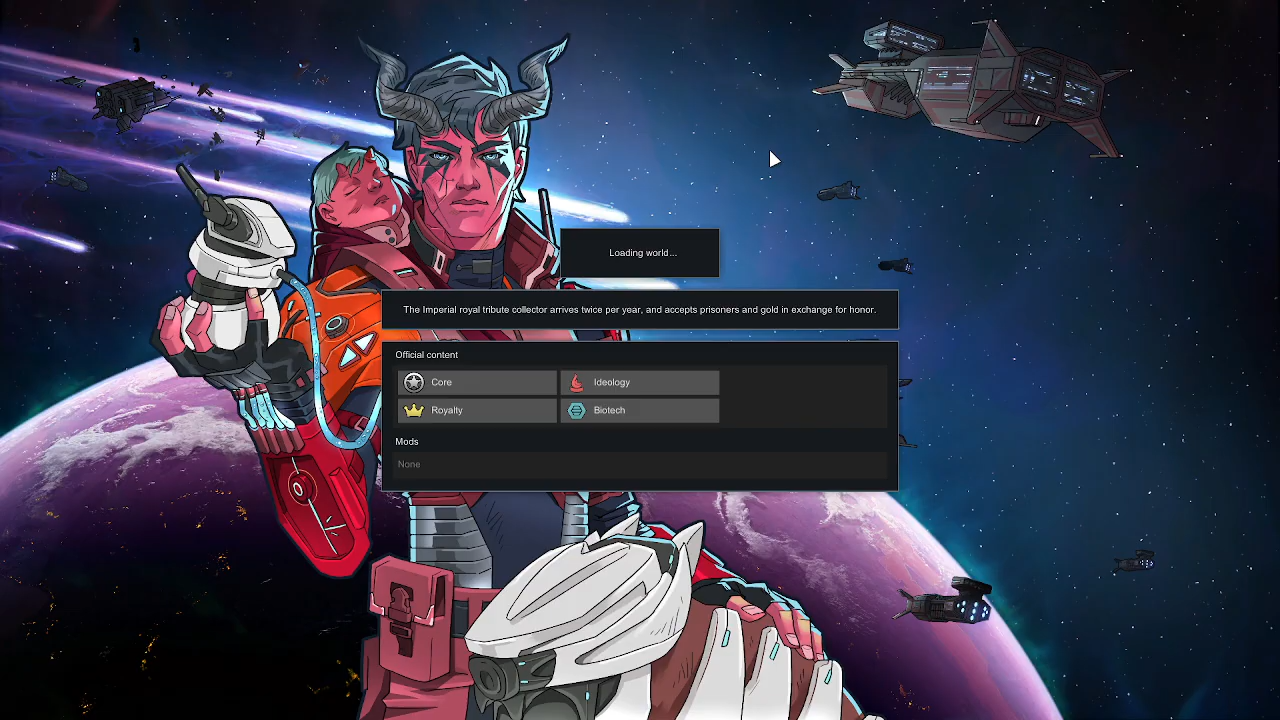 Loading world...
The Imperial royal tribute collector arrives twice per year, and accepts prisoners and gold in exchange for honor.
Official content
Core
Ideology
Royalty
Biotech
Mods
None